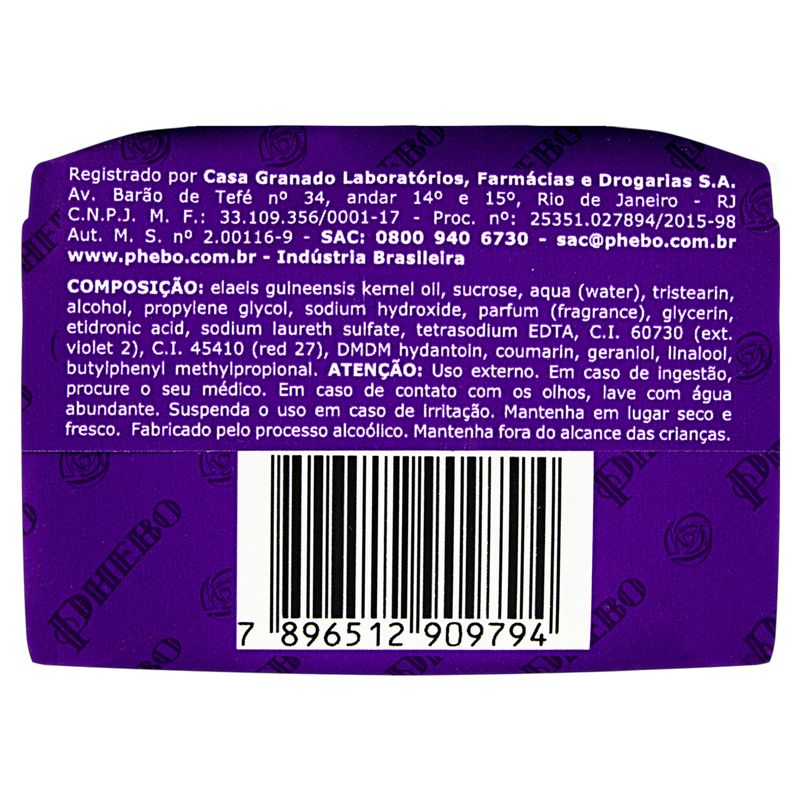 Registrado por Casa Granado Laboratórios, Farmácias e Drogarias S.A.
Av. Barão de Tefé nº 34, andar 14º e 15º, Rio de Janeiro - RJ
C.N.P.J. M. F.: 33.109.356/0001-17 - Proc. nº: 25351.027894/2015-98
Aut. M. S. nº 2.00116-9 - SAC: 0800 940 6730 - sac@phebo.com.br
www.phebo.com.br - Indústria Brasileira
COMPOSIÇÃO: elaeis guineensis kernel oil, sucrose, aqua (water), tristearin,
alcohol, propylene glycol, sodium hydroxide, parfum (fragrance), glycerin,
etidronic acid, sodium laureth sulfate, tetrasodium EDTA, C.I. 60730 (ext.
violet 2), C.I. 45410 (red 27), DMDM hydantoin, coumarin, geraniol, linalool,
butylphenyl methylpropional. ATENÇÃO: Uso externo. Em caso de ingestão,
procure o seu médico. Em caso de contato com os olhos, lave com água
abundante. Suspenda o uso em caso de irritação. Mantenha em lugar seco e
fresco. Fabricado pelo processo alcoólico. Mantenha fora do alcance das crianças.
PHEBO
7 896512 909794